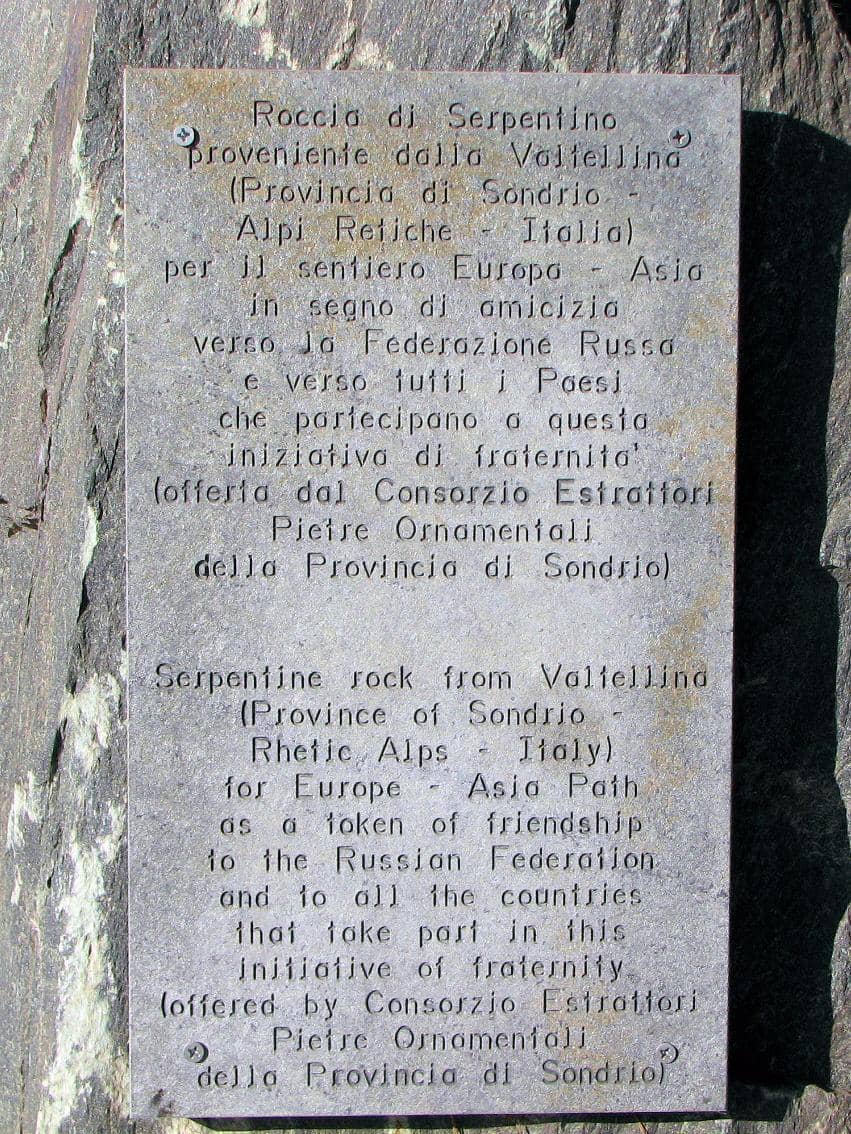 Roccia di Serpentino
proveniente dalla Valtellina
(Provincia di Sondrio -
Alpi Retiche - Italia)
per il sentiero Europa - Asia
in segno di amicizia
verso la Federazione Russa
e verso tutti i Paesi
che partecipano a questa
iniziativa di fraternita'
(offerta dal Consorzio Estrattori
Pietre Ornamentali
della Provincia di Sondrio)
Serpentine rock from Valtellina
(Province of Sondrio -
Rhetic Alps - Italy)
for Europe - Asia Path
as a token of friendship
to the Russian Federation
and to all the countries
that take part in this
initiative of fraternity
(offered by Consorzio Estrattori
Pietre Ornamentali
della Provincia di Sondrio)